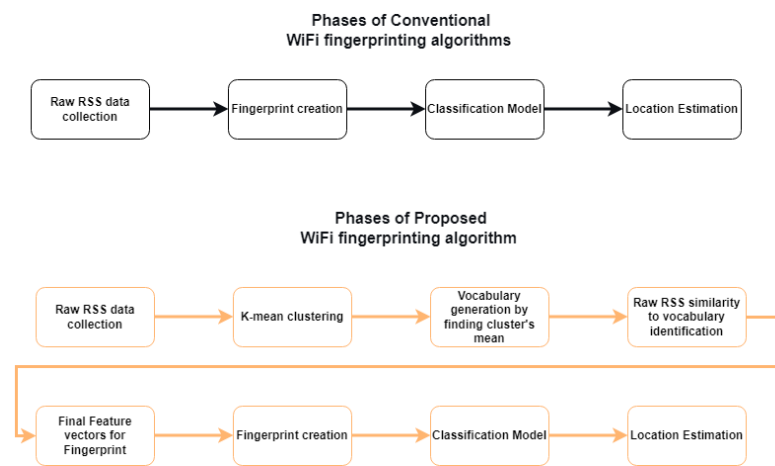 Phases of Conventional
WiFi fingerprinting algorithms
Raw RSS data
collection
Fingerprint creation
Classification Model
Location Estimation
Phases of Proposed
WiFi fingerprinting algorithm
Raw RSS data
collection
K-mean clustering
Vocabulary
generation by
finding cluster's
mean
Raw RSS similarity
to vocabulary
identification
Final Feature
vectors for
Fingerprint
Fingerprint creation
Classification Model
Location Estimation